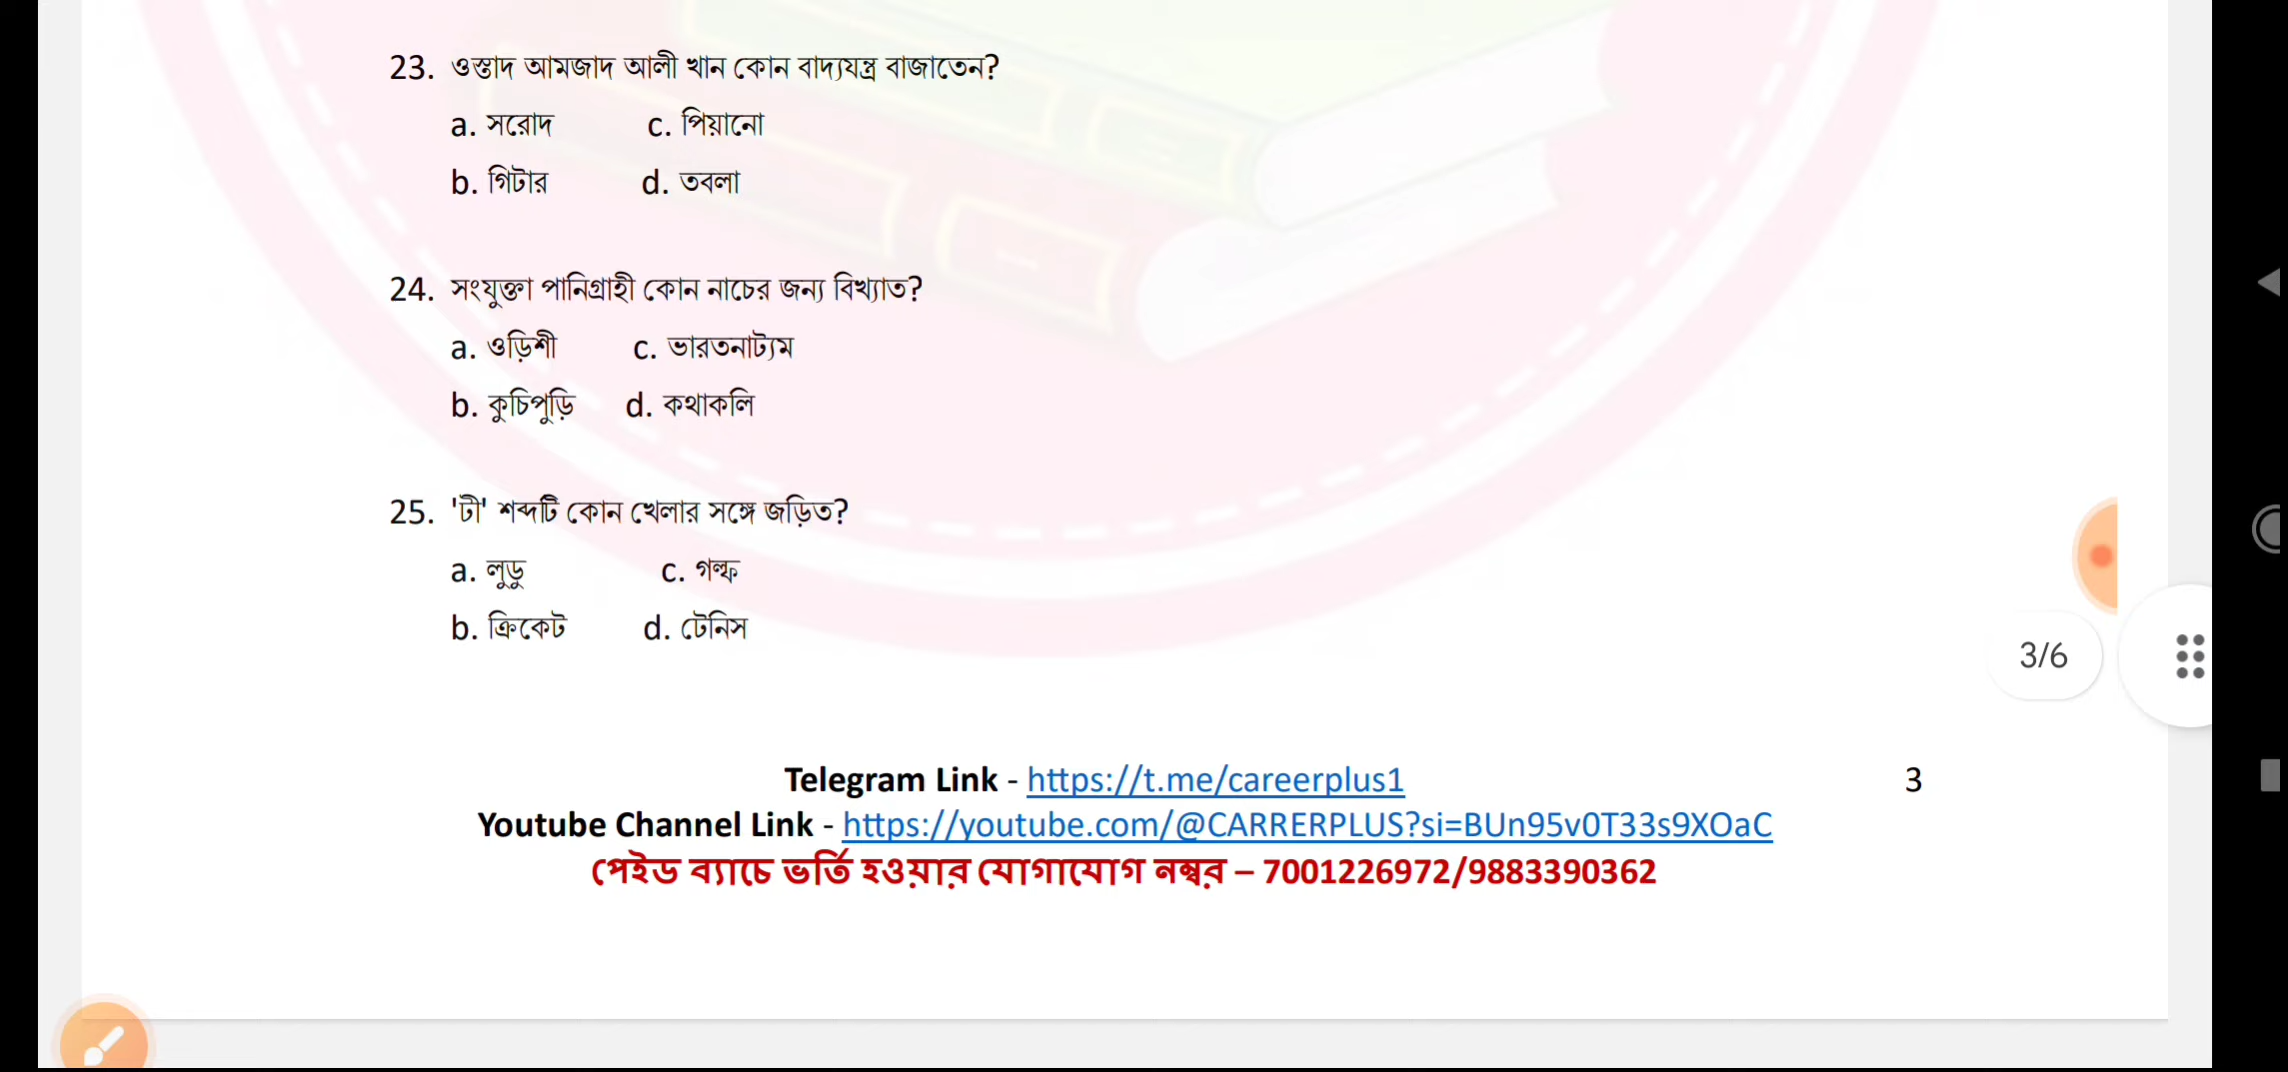 23. ওস্তাদ আমজাদ আলী খান কোন বাদ্যযন্ত্র বাজাতেন?
a. সরোদ c. পিয়ানো
b. গিটার d. তবলা
24. সংযুক্তা পানিগ্রাহী কোন নাচের জন্য বিখ্যাত?
a. ওড়িশী c. ভারতনাট্যম
b. কুচিপুড়ি d. কথাকলি
25. 'টী' শব্দটি কোন খেলার সঙ্গে জড়িত?
a. লুডু c. গল্ফ
b. ক্রিকেট d. টেনিস
3/6
Telegram Link - https://t.me/careerplus1 3
Youtube Channel Link - https://youtube.com/@CARRERPLUS?si=BUn95v0T33s9XOaC
পেইড ব্যাচে ভর্তি হওয়ার যোগাযোগ নম্বর – 7001226972/9883390362